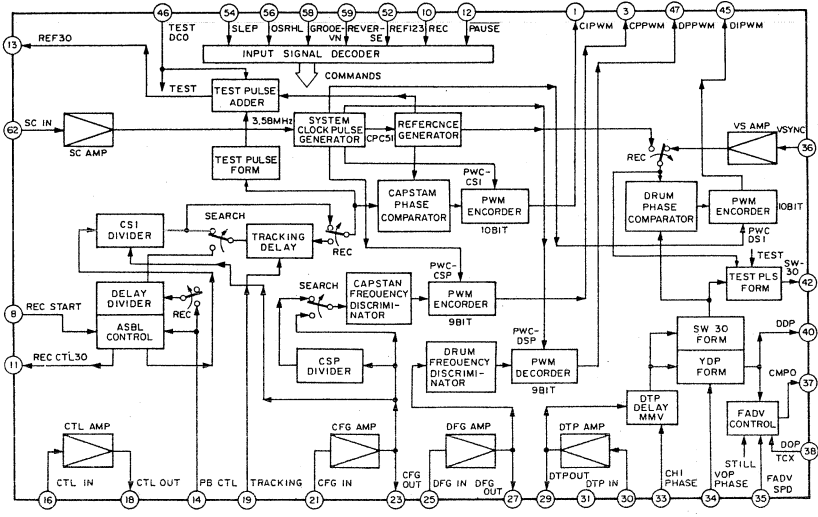 46 54 56 58 59 52 10 12 1 3 47 45
TEST DCO
SLEP
OSRHL
GROOE-VN
REVER-SE
REF123
REC
PAUSE
CIPWM
CPPWM
DPPWM
DIPWM
13 REF30
INPUT SIGNAL DECODER
COMMANDS
TEST
TEST PULSE ADDER
3,58MHz
62 SC IN
SC AMP
SYSTEM CLOCK PULSE GENERATOR
CPC51
REFERENCE GENERATOR
VS AMP
VSYNC
36
REC
TEST PULSE FORM
CAPSTAM PHASE COMPARATOR
PWC-CS1
PWM ENCORDER
10BIT
DRUM PHASE COMPARATOR
PWM ENCORDER
10BIT
PWC DS1
CS1 DIVIDER
SEARCH
TRACKING DELAY
REC
TEST
TEST PLS FORM
SW-30
42
DELAY DIVIDER
ASBL CONTROL
REC
SEARCH
CAPSTAN FREQUENCY DISCRIMINATOR
PWC-CSP
PWM ENCORDER
9BIT
8 REC START
11 REC CTL30
CSP DIVIDER
DRUM FREQUENCY DISCRIMI-NATOR
PWC-DSP
PWM DECORDER
9BIT
SW 30 FORM
YDP FORM
DDP
40
CMPO
37
DTP DELAY MMV
FADV CONTROL
DOP TCX
38
CTL AMP
CFG AMP
DFG AMP
DTP AMP
CTL IN
CTL OUT
PB CTL
TRACKING
CFG IN
CFG OUT
DFG IN
DFG OUT
DTPOUT
DTP IN
CH1 PHASE
VOP PHASE
STILL
FADV SPD
16 18 14 19 21 23 25 27 29 31 30 33 34 35